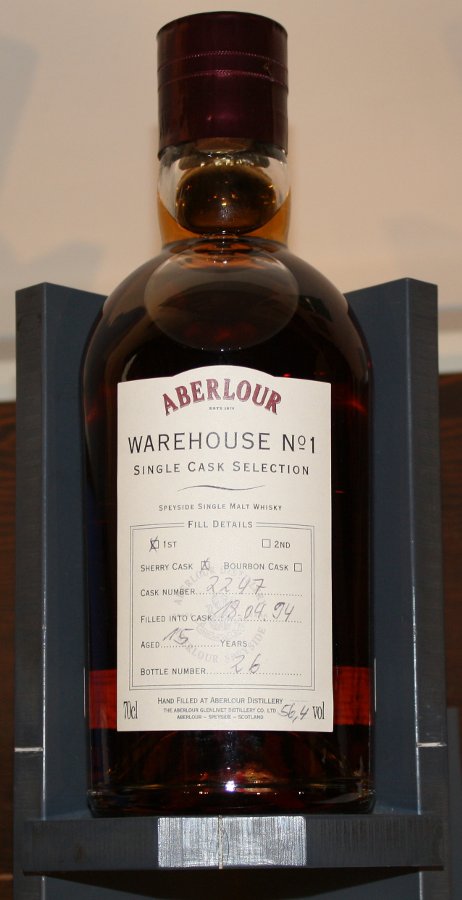 ABERLOUR
ESTD 1879
WAREHOUSE Nº1
SINGLE CASK SELECTION
SPEYSIDE SINGLE MALT WHISKY
FILL DETAILS
☒ 1ST ☐ 2ND
SHERRY CASK ☒ BOURBON CASK ☐
CASK NUMBER 2247
FILLED INTO CASK 18.04.94
AGED 15 YEARS
BOTTLE NUMBER 26
HAND FILLED AT ABERLOUR DISTILLERY
THE ABERLOUR GLENLIVET DISTILLERY CO. LTD
ABERLOUR – SPEYSIDE – SCOTLAND
70cl 56,4 vol